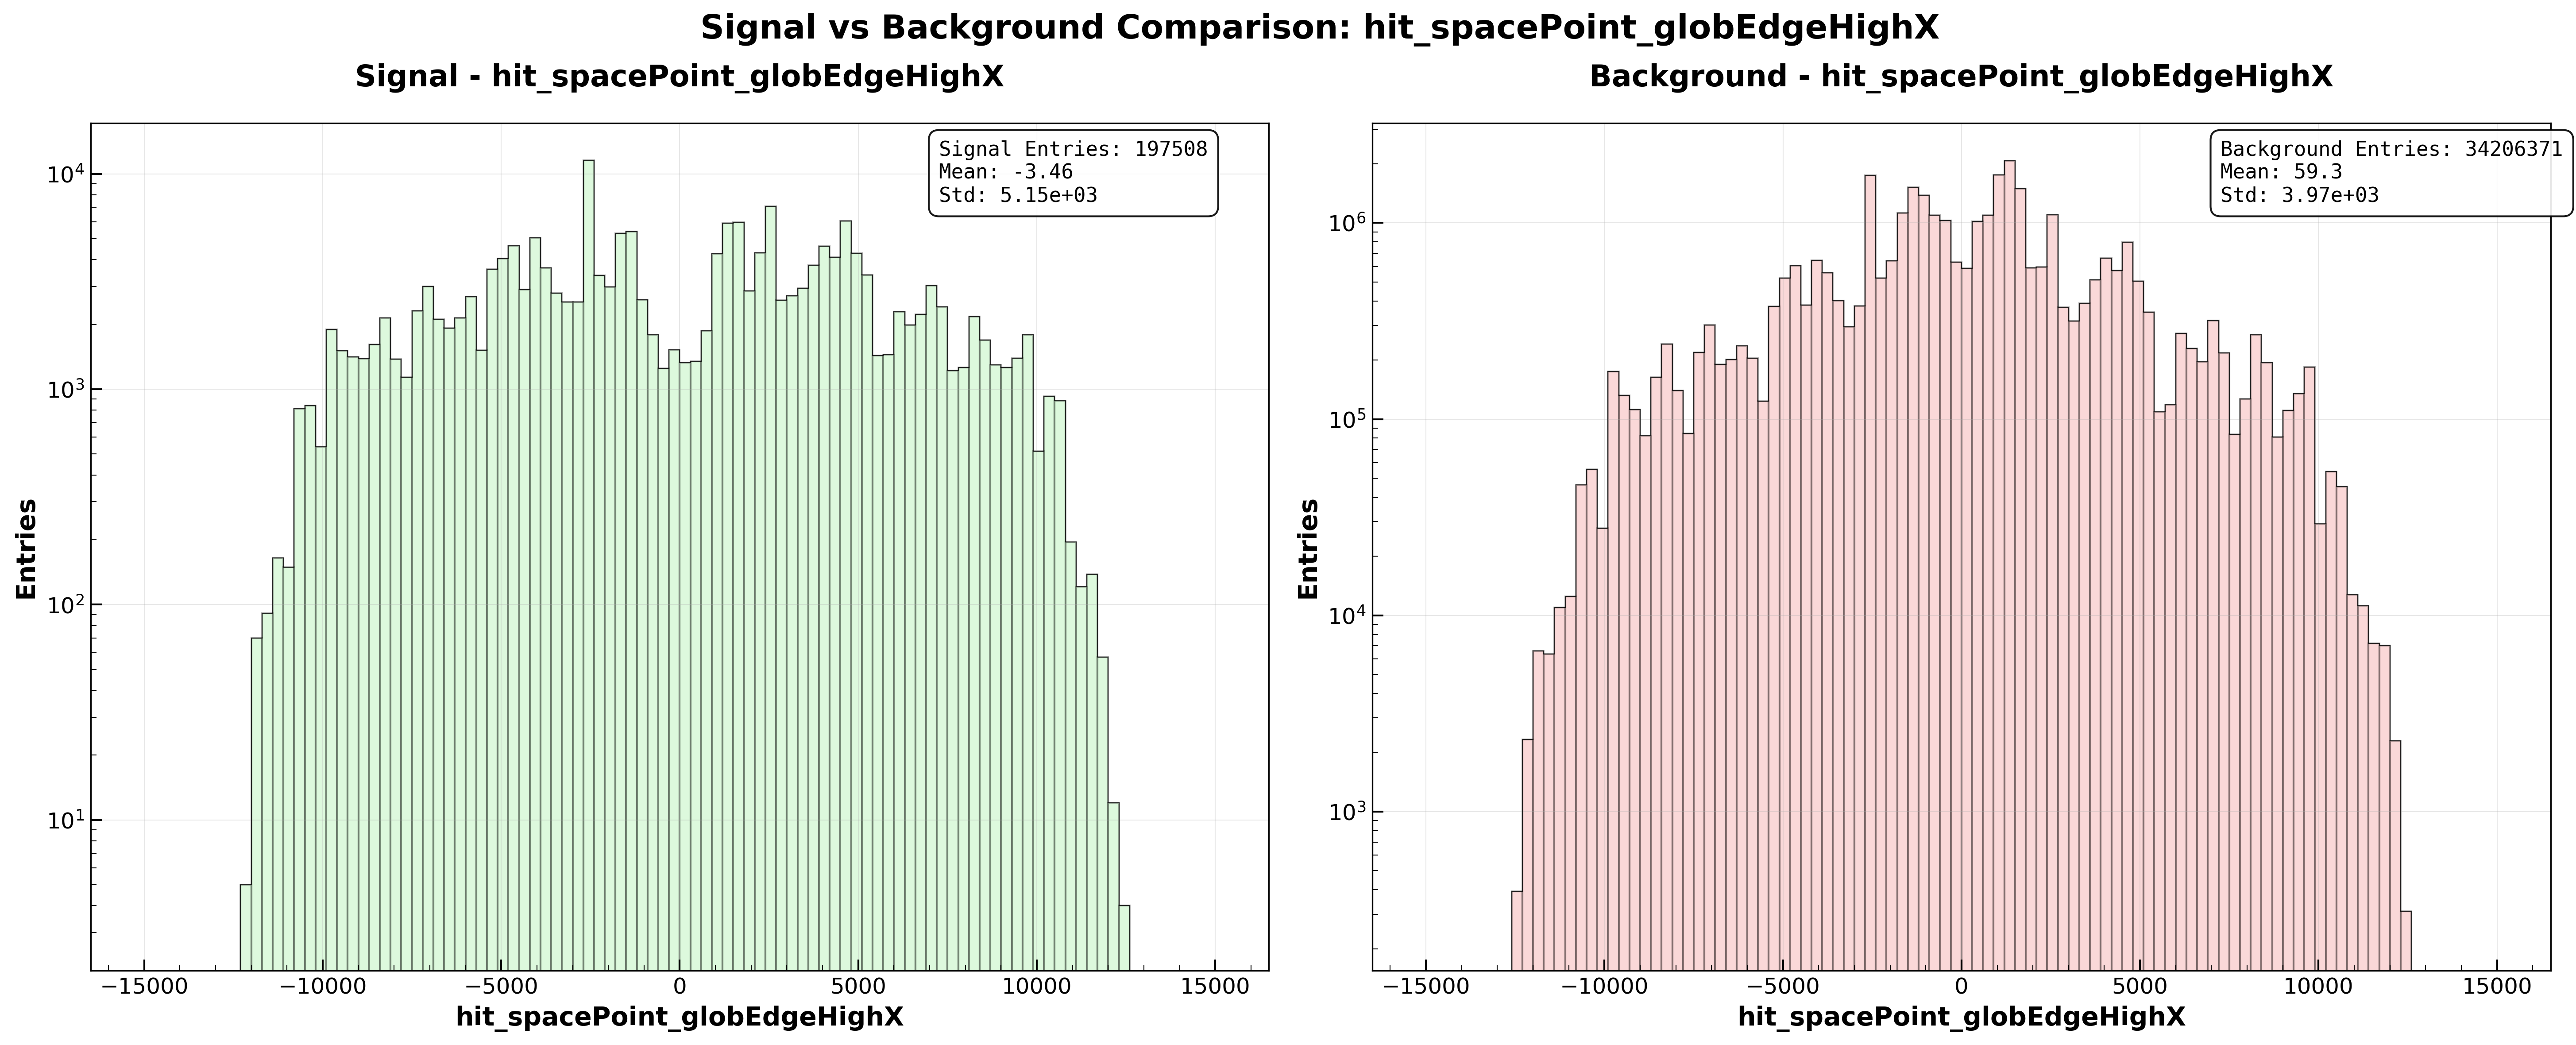 Signal vs Background Comparison: hit_spacePoint_globEdgeHighX
Signal - hit_spacePoint_globEdgeHighX
Signal Entries: 197508
Mean: -3.46
Std: 5.15e+03
10⁴
10³
10²
10¹
Entries
−15000 −10000 −5000 0 5000 10000 15000
hit_spacePoint_globEdgeHighX
Background - hit_spacePoint_globEdgeHighX
Background Entries: 34206371
Mean: 59.3
Std: 3.97e+03
10⁶
10⁵
10⁴
10³
Entries
−15000 −10000 −5000 0 5000 10000 15000
hit_spacePoint_globEdgeHighX